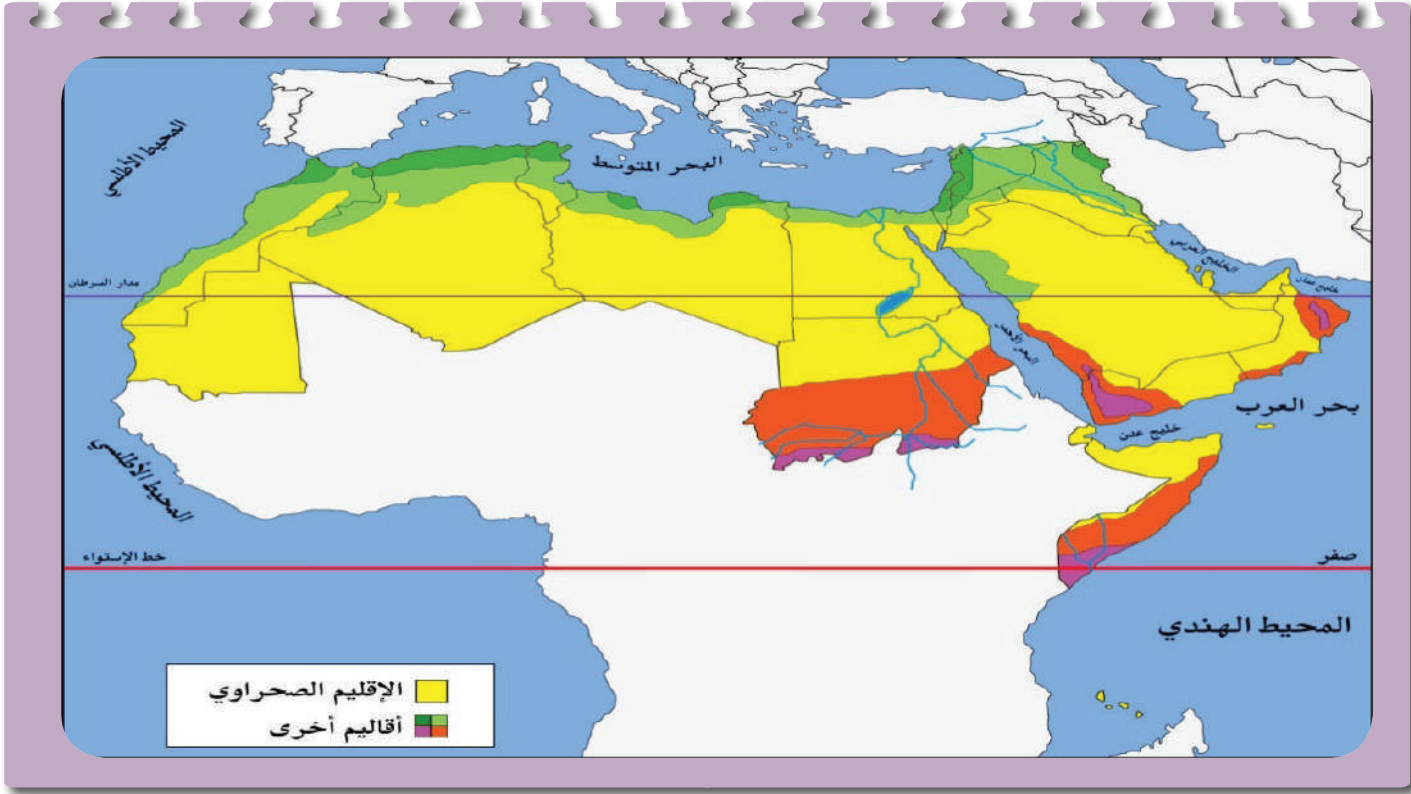 المحيط الأطلسي
البحر المتوسط
الخليج العربي
مدار السرطان
خليج عمان
البحر الأحمر
بحر العرب
خليج عدن
المحيط الأطلسي
خط الإستواء
صفر
المحيط الهندي
الإقليم الصحراوي
أقاليم أخرى